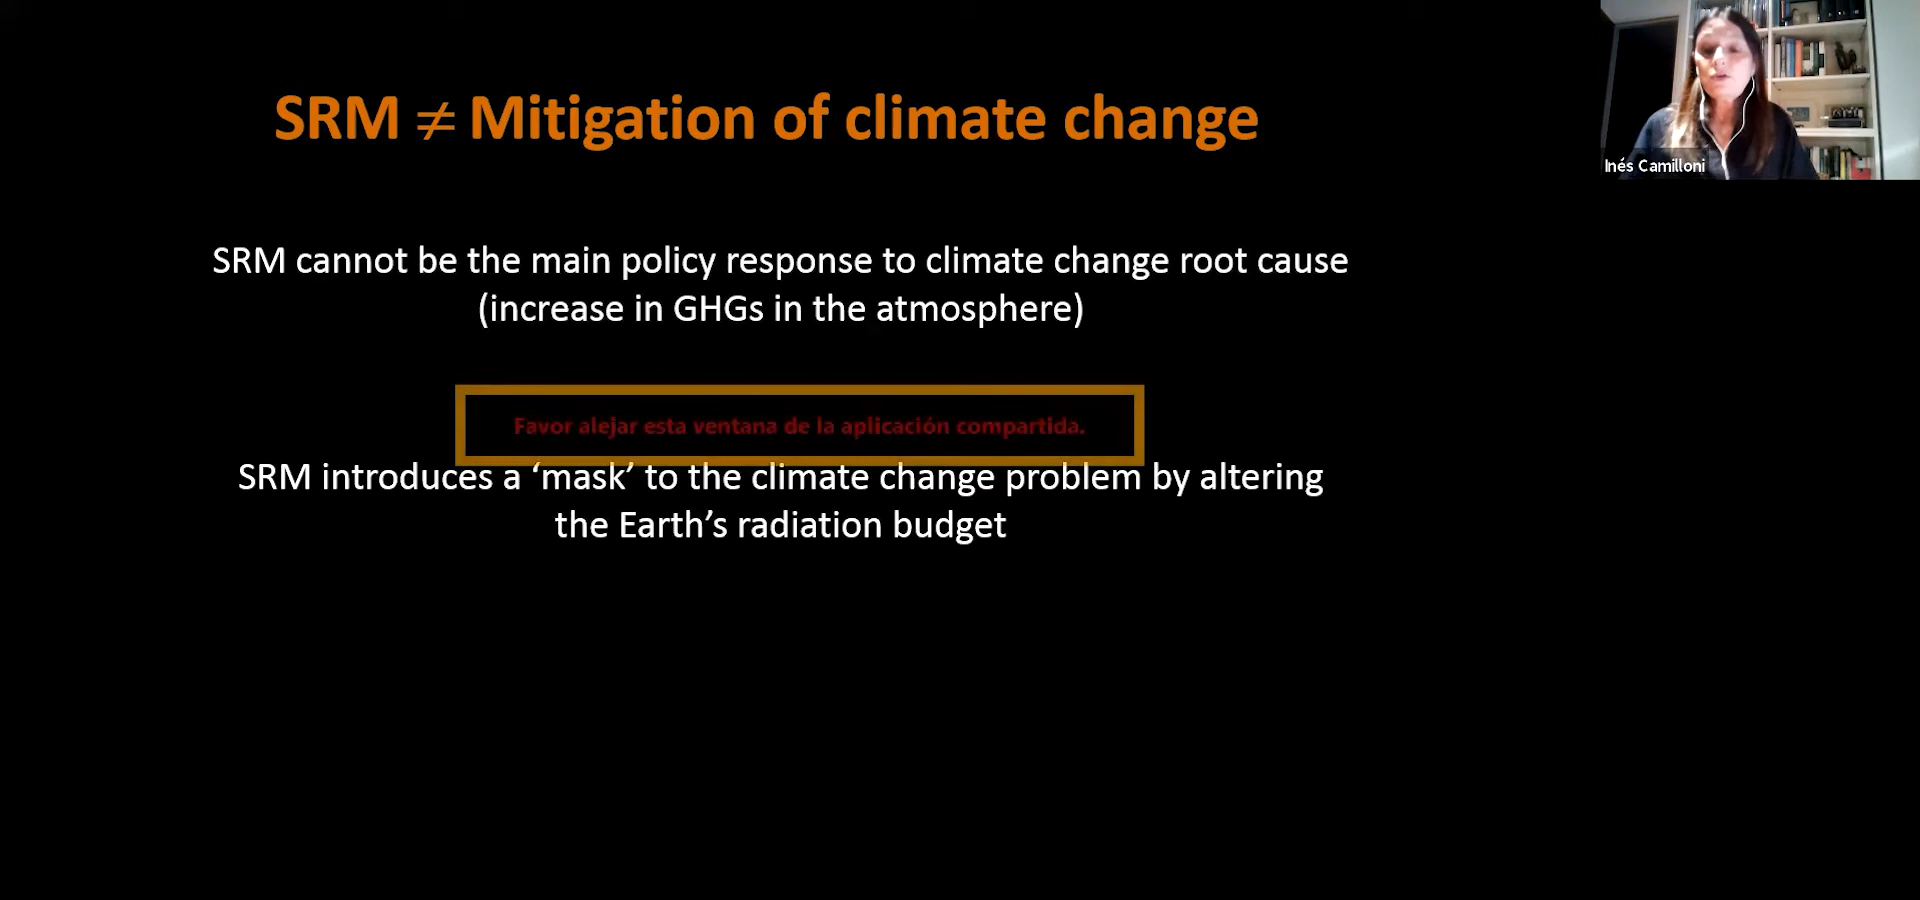 SRM ≠ Mitigation of climate change
Inés Camilloni
SRM cannot be the main policy response to climate change root cause
(increase in GHGs in the atmosphere)
Favor alejar esta ventana de la aplicación compartida.
SRM introduces a ‘mask’ to the climate change problem by altering
the Earth’s radiation budget